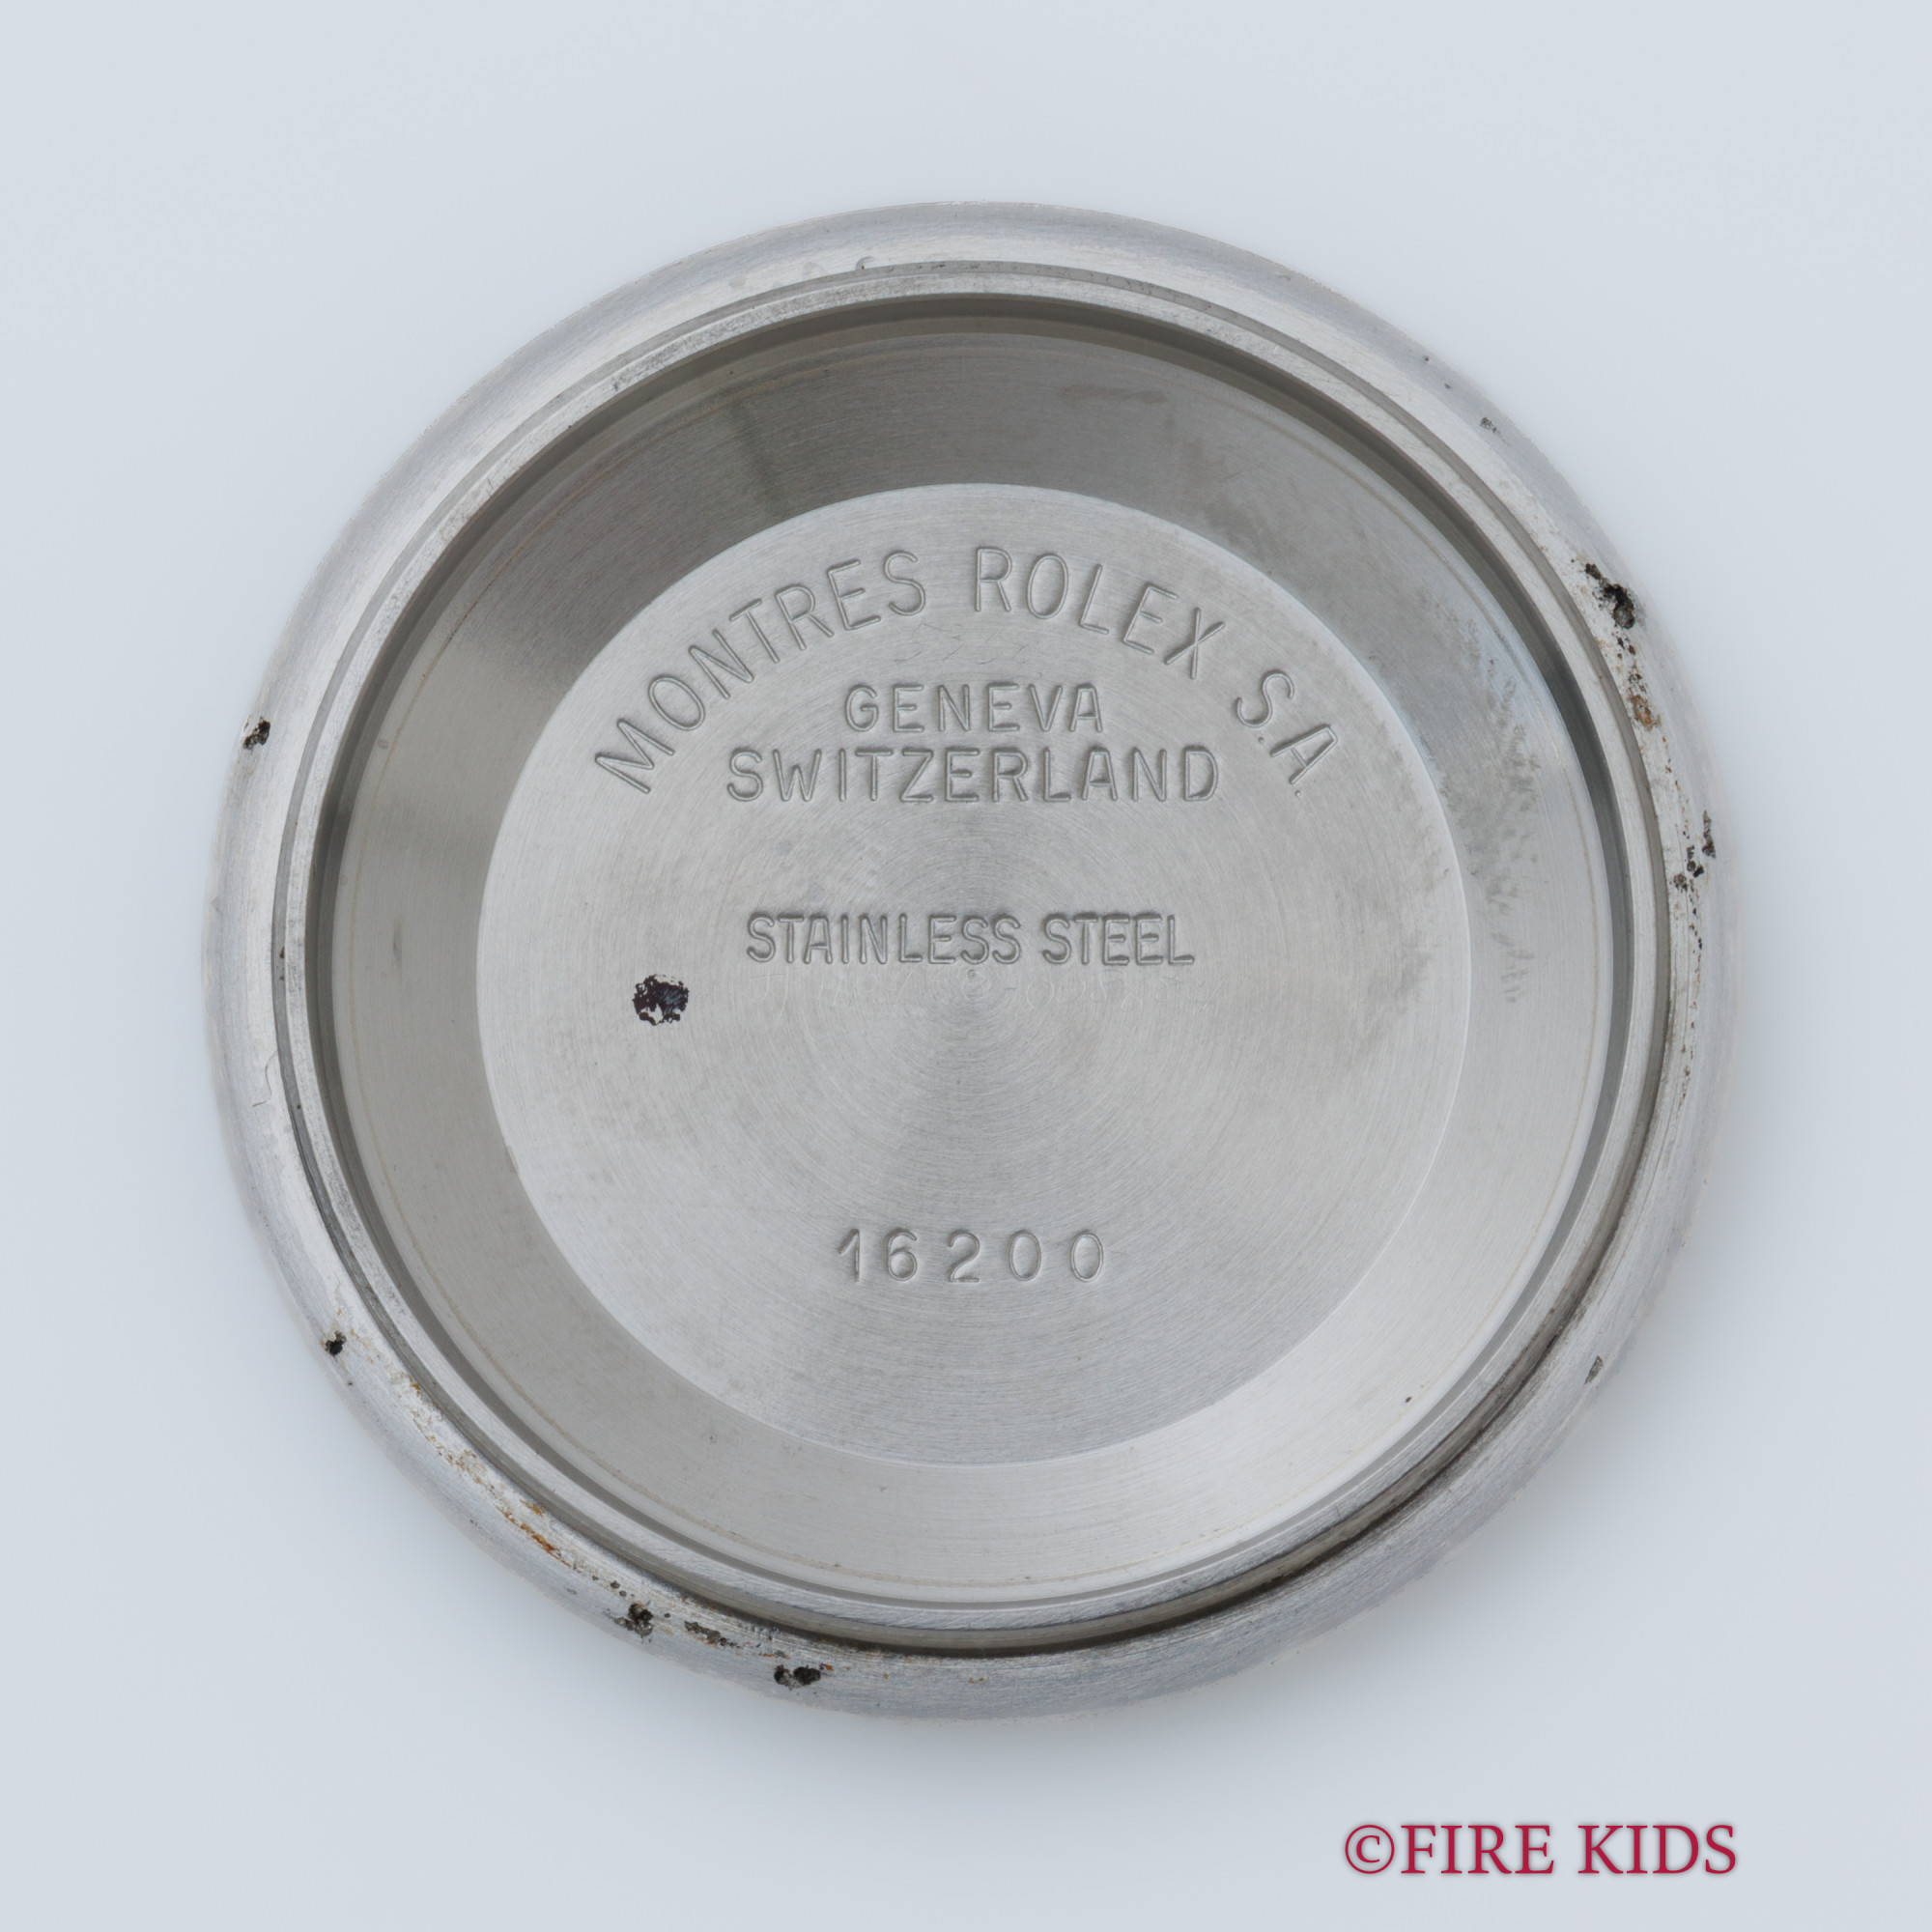 MONTRES ROLEX S.A.
GENEVA
SWITZERLAND
STAINLESS STEEL
16200
©FIRE KIDS